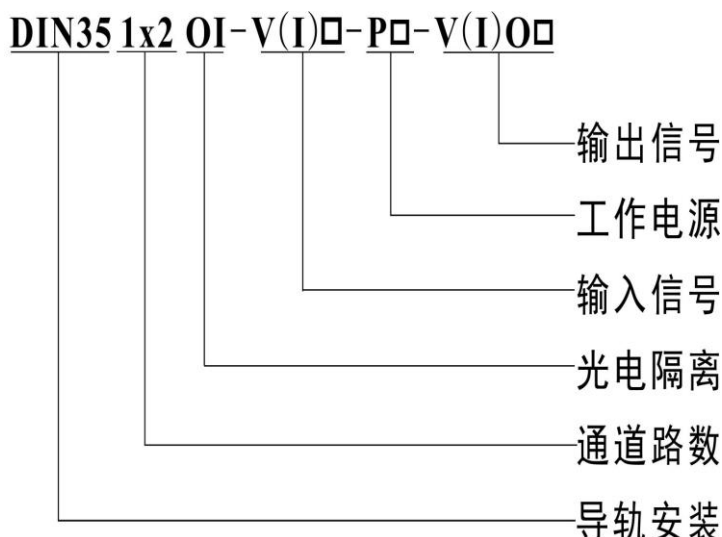 DIN35 1x2 OI-V(I)□-P□-V(I)O□
输出信号
工作电源
输入信号
光电隔离
通道路数
导轨安装